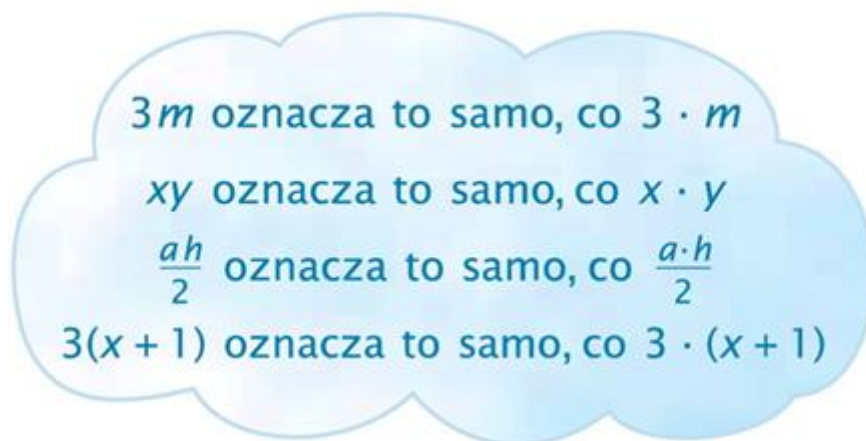 3m oznacza to samo, co 3 · m
xy oznacza to samo, co x · y
ah/2 oznacza to samo, co a·h/2
3(x + 1) oznacza to samo, co 3 · (x + 1)